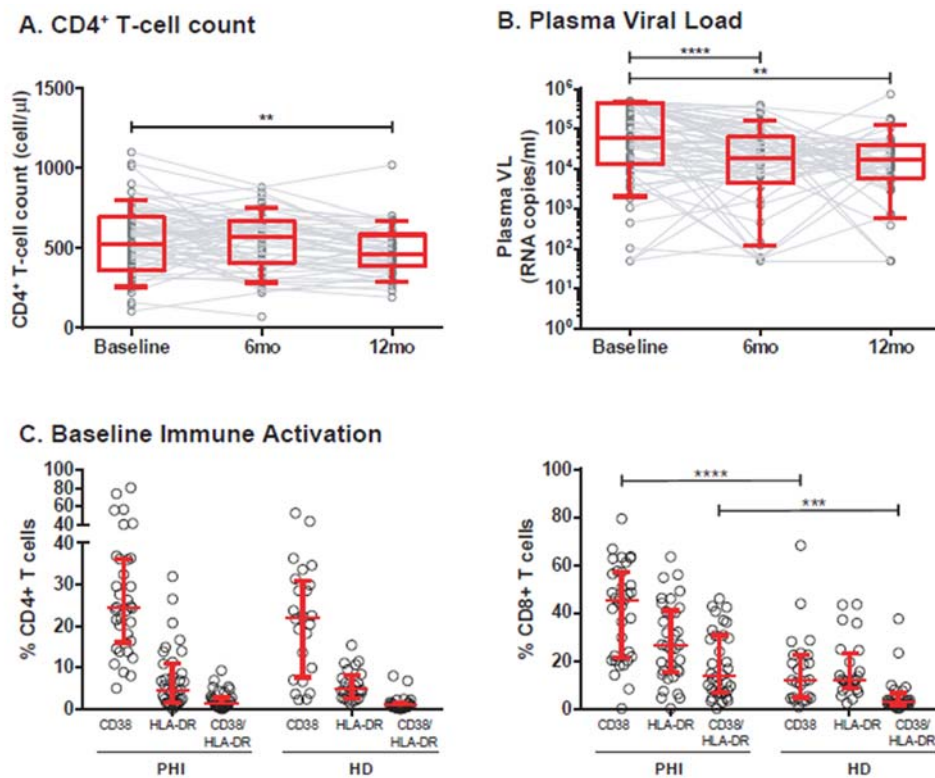 A. CD4⁺ T-cell count
CD4⁺ T-cell count (cell/µl)
1500
1000
500
0
**
Baseline 6mo 12mo
B. Plasma Viral Load
Plasma VL
(RNA copies/ml)
10⁶
10⁵
10⁴
10³
10²
10¹
10⁰
****
**
Baseline 6mo 12mo
C. Baseline Immune Activation
% CD4+ T cells
100
80
60
40
40
30
20
10
0
CD38 HLA-DR CD38/ CD38 HLA-DR CD38/
HLA-DR HLA-DR
PHI HD
% CD8+ T cells
100
80
60
40
20
0
****
***
CD38 HLA-DR CD38/ CD38 HLA-DR CD38/
HLA-DR HLA-DR
PHI HD